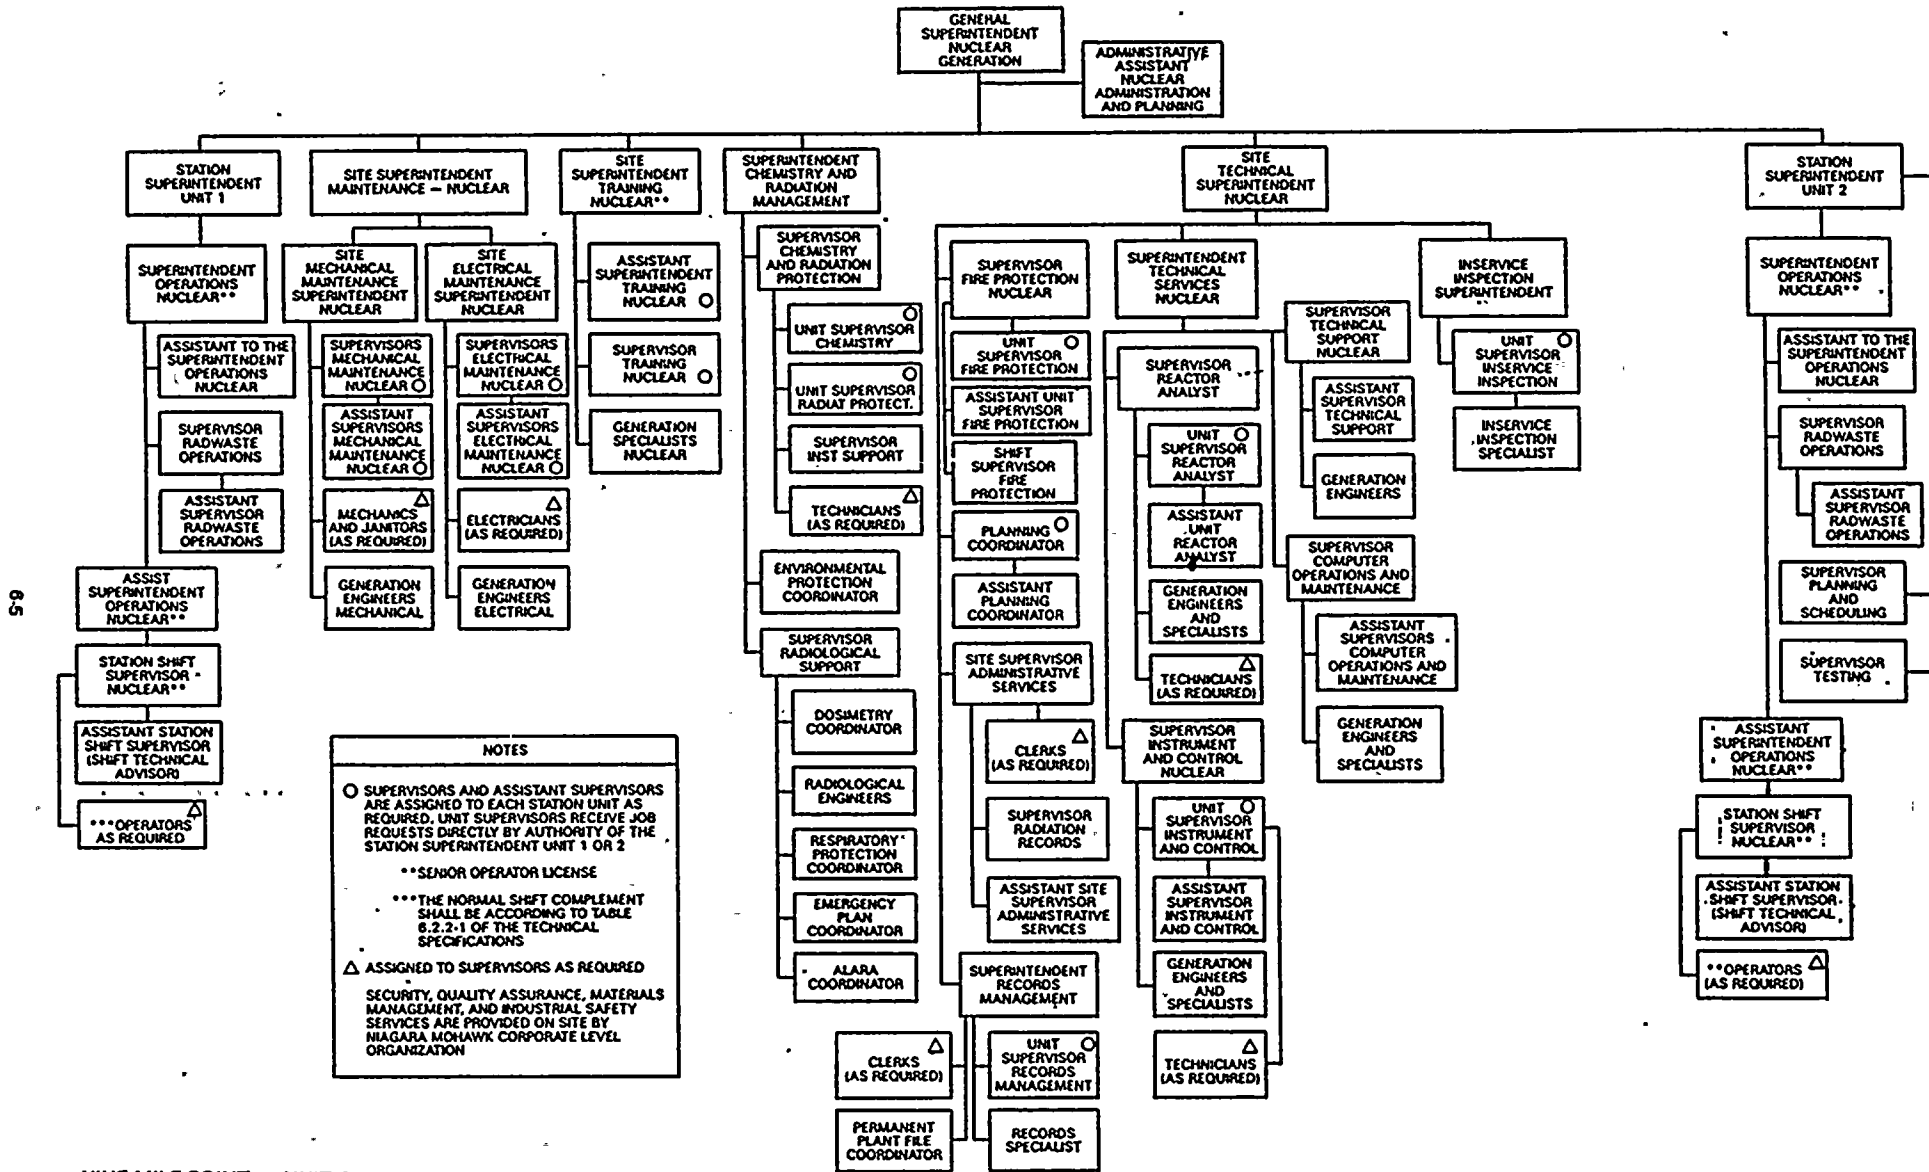 GENERAL
SUPERINTENDENT
NUCLEAR
GENERATION
ADMINISTRATIVE
ASSISTANT
NUCLEAR
ADMINISTRATION
AND PLANNING
STATION
SUPERINTENDENT
UNIT 1
SITE SUPERINTENDENT
MAINTENANCE – NUCLEAR
SITE
SUPERINTENDENT
TRAINING
NUCLEAR**
SUPERINTENDENT
CHEMISTRY AND
RADIATION
MANAGEMENT
SITE
TECHNICAL
SUPERINTENDENT
NUCLEAR
STATION
SUPERINTENDENT
UNIT 2
SUPERINTENDENT
OPERATIONS
NUCLEAR**
ASSISTANT TO THE
SUPERINTENDENT
OPERATIONS
NUCLEAR
SUPERVISOR
RADWASTE
OPERATIONS
ASSISTANT
SUPERVISOR
RADWASTE
OPERATIONS
ASSIST
SUPERINTENDENT
OPERATIONS
NUCLEAR**
STATION SHIFT
SUPERVISOR
NUCLEAR**
ASSISTANT STATION
SHIFT SUPERVISOR
(SHIFT TECHNICAL
ADVISOR)
***OPERATORS
AS REQUIRED
SITE
MECHANICAL
MAINTENANCE
SUPERINTENDENT
NUCLEAR
SUPERVISORS
MECHANICAL
MAINTENANCE
NUCLEAR
ASSISTANT
SUPERVISORS
MECHANICAL
MAINTENANCE
NUCLEAR
MECHANICS
AND JANITORS
(AS REQUIRED)
GENERATION
ENGINEERS
MECHANICAL
SITE
ELECTRICAL
MAINTENANCE
SUPERINTENDENT
NUCLEAR
SUPERVISORS
ELECTRICAL
MAINTENANCE
NUCLEAR
ASSISTANT
SUPERVISORS
ELECTRICAL
MAINTENANCE
NUCLEAR
ELECTRICIANS
(AS REQUIRED)
GENERATION
ENGINEERS
ELECTRICAL
ASSISTANT
SUPERINTENDENT
TRAINING
NUCLEAR
SUPERVISOR
TRAINING
NUCLEAR
GENERATION
SPECIALISTS
NUCLEAR
SUPERVISOR
CHEMISTRY
AND RADIATION
PROTECTION
UNIT SUPERVISOR
CHEMISTRY
UNIT SUPERVISOR
RADIAT PROTECT.
SUPERVISOR
INST SUPPORT
TECHNICIANS
(AS REQUIRED)
ENVIRONMENTAL
PROTECTION
COORDINATOR
SUPERVISOR
RADIOLOGICAL
SUPPORT
DOSIMETRY
COORDINATOR
RADIOLOGICAL
ENGINEERS
RESPIRATORY
PROTECTION
COORDINATOR
EMERGENCY
PLAN
COORDINATOR
ALARA
COORDINATOR
SUPERVISOR
FIRE PROTECTION
NUCLEAR
UNIT
SUPERVISOR
FIRE PROTECTION
ASSISTANT UNIT
SUPERVISOR
FIRE PROTECTION
SHIFT
SUPERVISOR
FIRE
PROTECTION
PLANNING
COORDINATOR
ASSISTANT
PLANNING
COORDINATOR
SITE SUPERVISOR
ADMINISTRATIVE
SERVICES
CLERKS
(AS REQUIRED)
SUPERVISOR
RADIATION
RECORDS
ASSISTANT SITE
SUPERVISOR
ADMINISTRATIVE
SERVICES
SUPERINTENDENT
RECORDS
MANAGEMENT
CLERKS
(AS REQUIRED)
UNIT
SUPERVISOR
RECORDS
MANAGEMENT
PERMANENT
PLANT FILE
COORDINATOR
RECORDS
SPECIALIST
SUPERINTENDENT
TECHNICAL
SERVICES
NUCLEAR
SUPERVISOR
REACTOR
ANALYST
UNIT
SUPERVISOR
REACTOR
ANALYST
ASSISTANT
UNIT
REACTOR
ANALYST
GENERATION
ENGINEERS
AND
SPECIALISTS
TECHNICIANS
(AS REQUIRED)
SUPERVISOR
INSTRUMENT
AND CONTROL
NUCLEAR
UNIT
SUPERVISOR
INSTRUMENT
AND CONTROL
ASSISTANT
SUPERVISOR
INSTRUMENT
AND CONTROL
GENERATION
ENGINEERS
AND
SPECIALISTS
TECHNICIANS
(AS REQUIRED)
SUPERVISOR
TECHNICAL
SUPPORT
NUCLEAR
ASSISTANT
SUPERVISOR
TECHNICAL
SUPPORT
GENERATION
ENGINEERS
SUPERVISOR
COMPUTER
OPERATIONS AND
MAINTENANCE
ASSISTANT
SUPERVISORS
COMPUTER
OPERATIONS AND
MAINTENANCE
GENERATION
ENGINEERS
AND
SPECIALISTS
INSERVICE
INSPECTION
SUPERINTENDENT
UNIT
SUPERVISOR
INSERVICE
INSPECTION
INSERVICE
INSPECTION
SPECIALIST
SUPERINTENDENT
OPERATIONS
NUCLEAR**
ASSISTANT TO THE
SUPERINTENDENT
OPERATIONS
NUCLEAR
SUPERVISOR
RADWASTE
OPERATIONS
ASSISTANT
SUPERVISOR
RADWASTE
OPERATIONS
SUPERVISOR
PLANNING
AND
SCHEDULING
SUPERVISOR
TESTING
ASSISTANT
SUPERINTENDENT
OPERATIONS
NUCLEAR**
STATION SHIFT
SUPERVISOR
NUCLEAR**
ASSISTANT STATION
SHIFT SUPERVISOR
(SHIFT TECHNICAL
ADVISOR)
**OPERATORS
(AS REQUIRED)
NOTES
SUPERVISORS AND ASSISTANT SUPERVISORS
ARE ASSIGNED TO EACH STATION UNIT AS
REQUIRED. UNIT SUPERVISORS RECEIVE JOB
REQUESTS DIRECTLY BY AUTHORITY OF THE
STATION SUPERINTENDENT UNIT 1 OR 2
**SENIOR OPERATOR LICENSE
***THE NORMAL SHIFT COMPLEMENT
SHALL BE ACCORDING TO TABLE
6.2.2-1 OF THE TECHNICAL
SPECIFICATIONS
ASSIGNED TO SUPERVISORS AS REQUIRED
SECURITY, QUALITY ASSURANCE, MATERIALS
MANAGEMENT, AND INDUSTRIAL SAFETY
SERVICES ARE PROVIDED ON SITE BY
NIAGARA MOHAWK CORPORATE LEVEL
ORGANIZATION
6-5